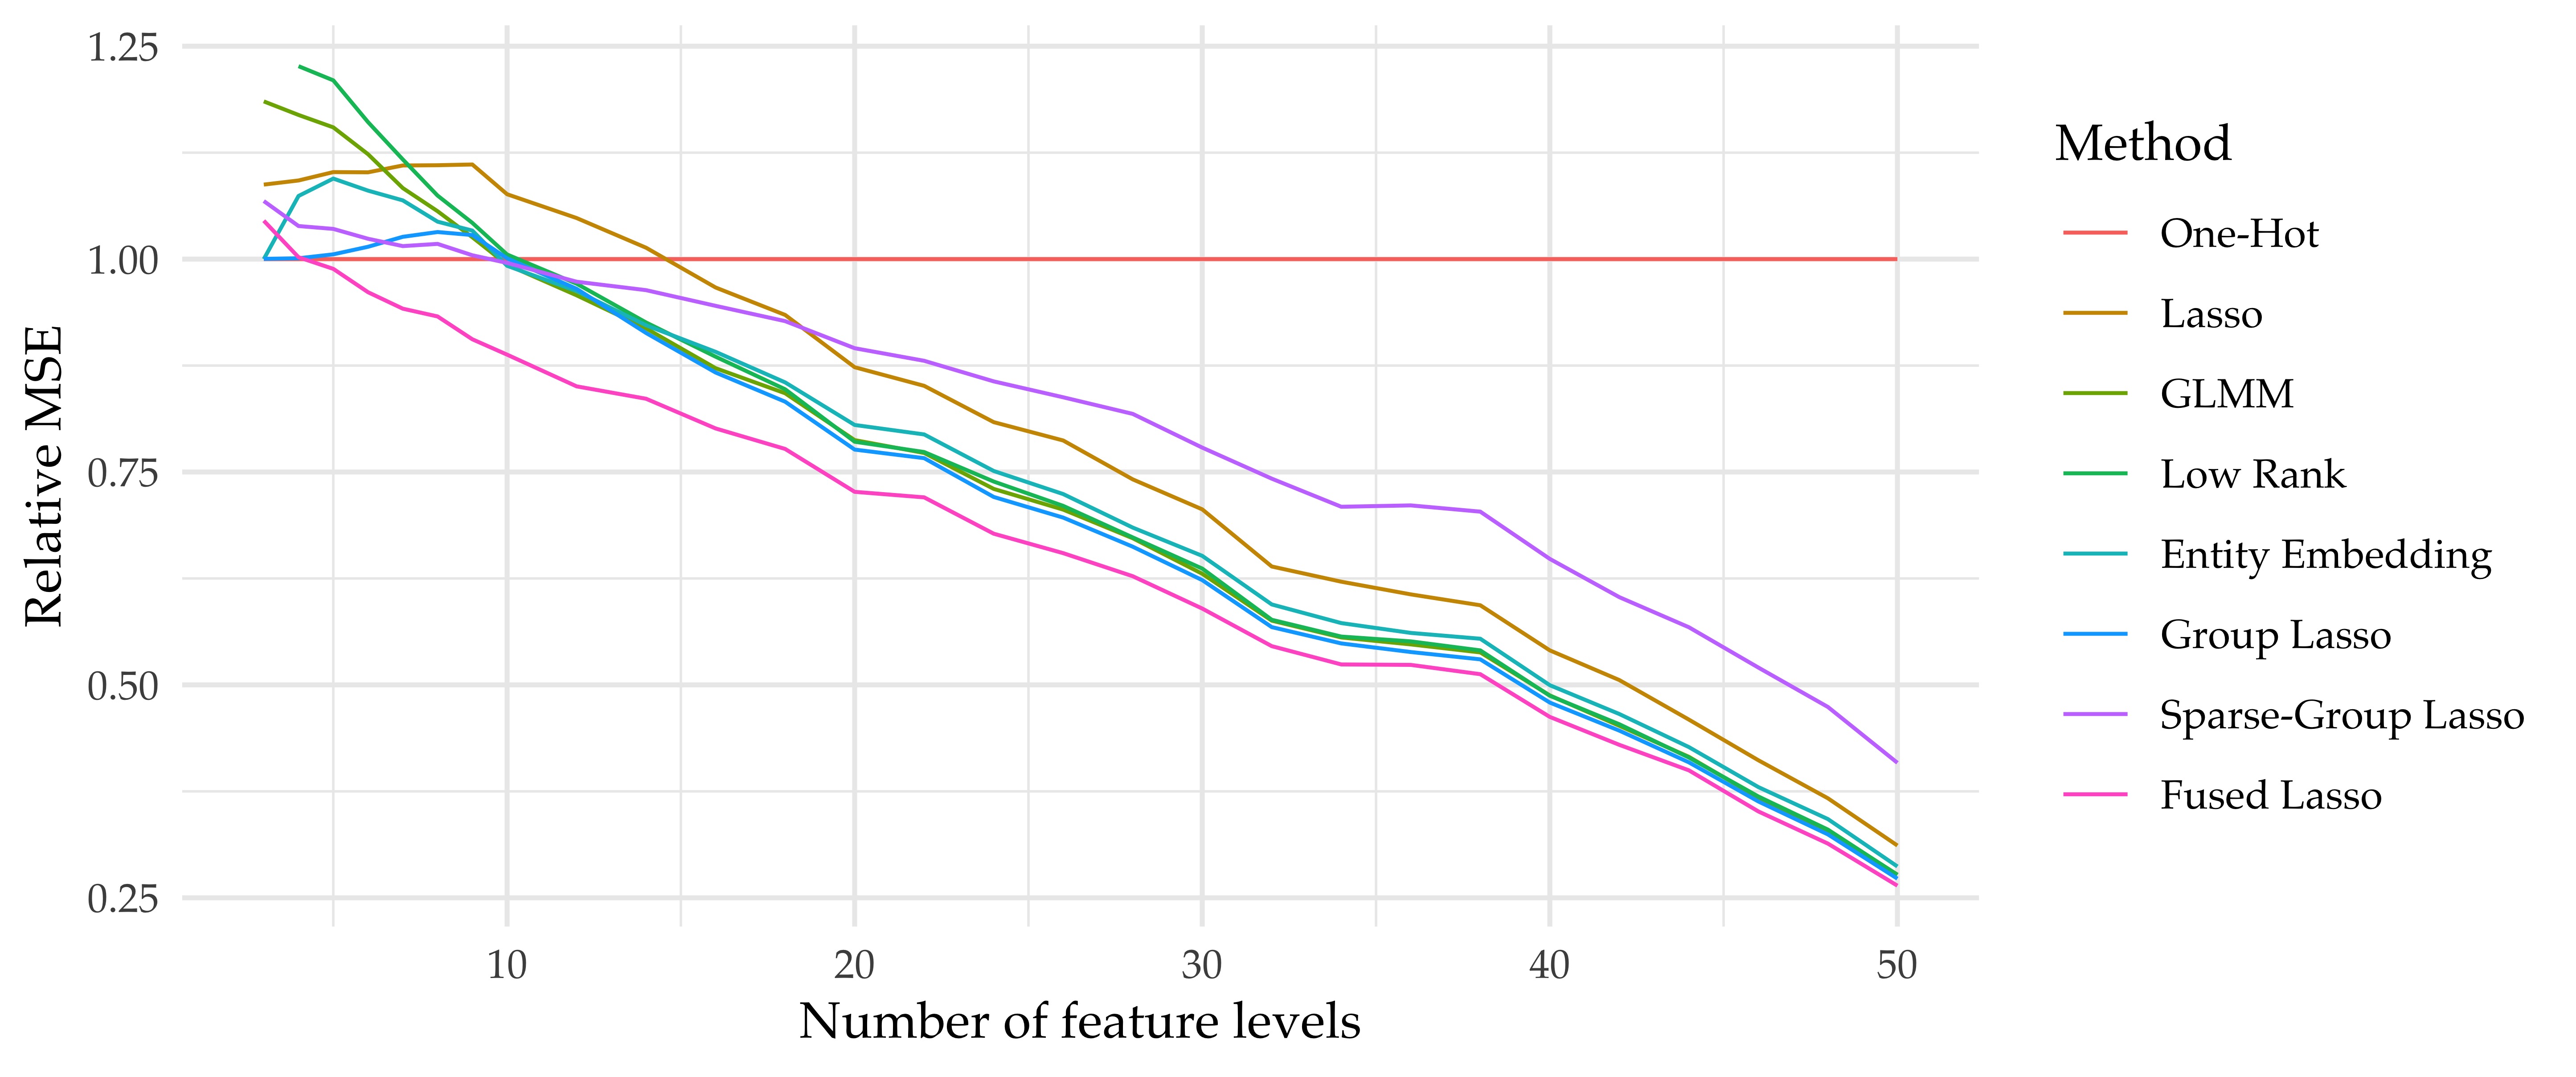 1.25
1.00
0.75
0.50
0.25
Relative MSE
10 20 30 40 50
Number of feature levels
Method
One-Hot
Lasso
GLMM
Low Rank
Entity Embedding
Group Lasso
Sparse-Group Lasso
Fused Lasso